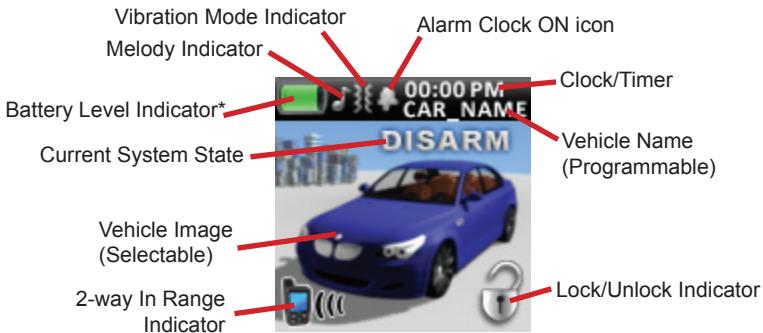 Vibration Mode Indicator
Alarm Clock ON icon
Melody Indicator
00:00 PM
Clock/Timer
Battery Level Indicator*
CAR_NAME
Vehicle Name
(Programmable)
DISARM
Current System State
Vehicle Image
(Selectable)
2-way In Range
Indicator
Lock/Unlock Indicator